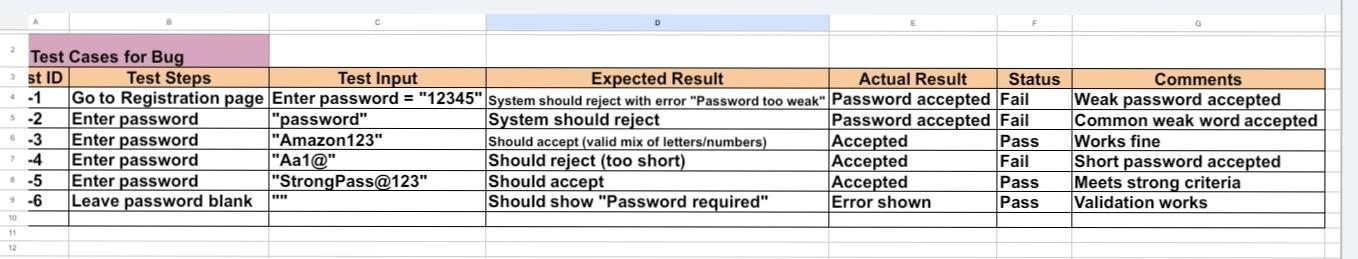 A B C D E F G
2 Test Cases for Bug
3 st ID Test Steps Test Input Expected Result Actual Result Status Comments
4 -1 Go to Registration page Enter password = "12345" System should reject with error "Password too weak" Password accepted Fail Weak password accepted
5 -2 Enter password "password" System should reject Password accepted Fail Common weak word accepted
6 -3 Enter password "Amazon123" Should accept (valid mix of letters/numbers) Accepted Pass Works fine
7 -4 Enter password "Aa1@" Should reject (too short) Accepted Fail Short password accepted
8 -5 Enter password "StrongPass@123" Should accept Accepted Pass Meets strong criteria
9 -6 Leave password blank "" Should show "Password required" Error shown Pass Validation works
10
11
12